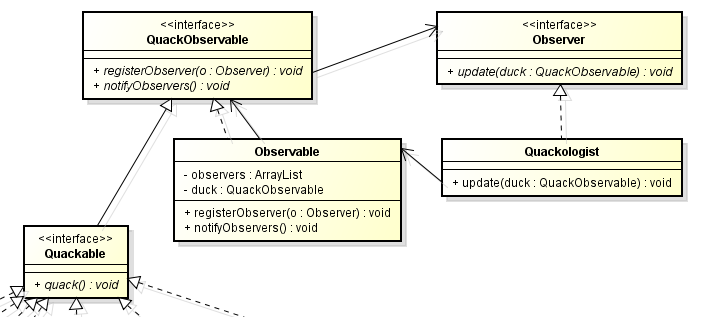 <<interface>>
QuackObservable
+ registerObserver(o : Observer) : void
+ notifyObservers() : void
<<interface>>
Observer
+ update(duck : QuackObservable) : void
Observable
- observers : ArrayList
- duck : QuackObservable
+ registerObserver(o : Observer) : void
+ notifyObservers() : void
Quackologist
+ update(duck : QuackObservable) : void
<<interface>>
Quackable
+ quack() : void